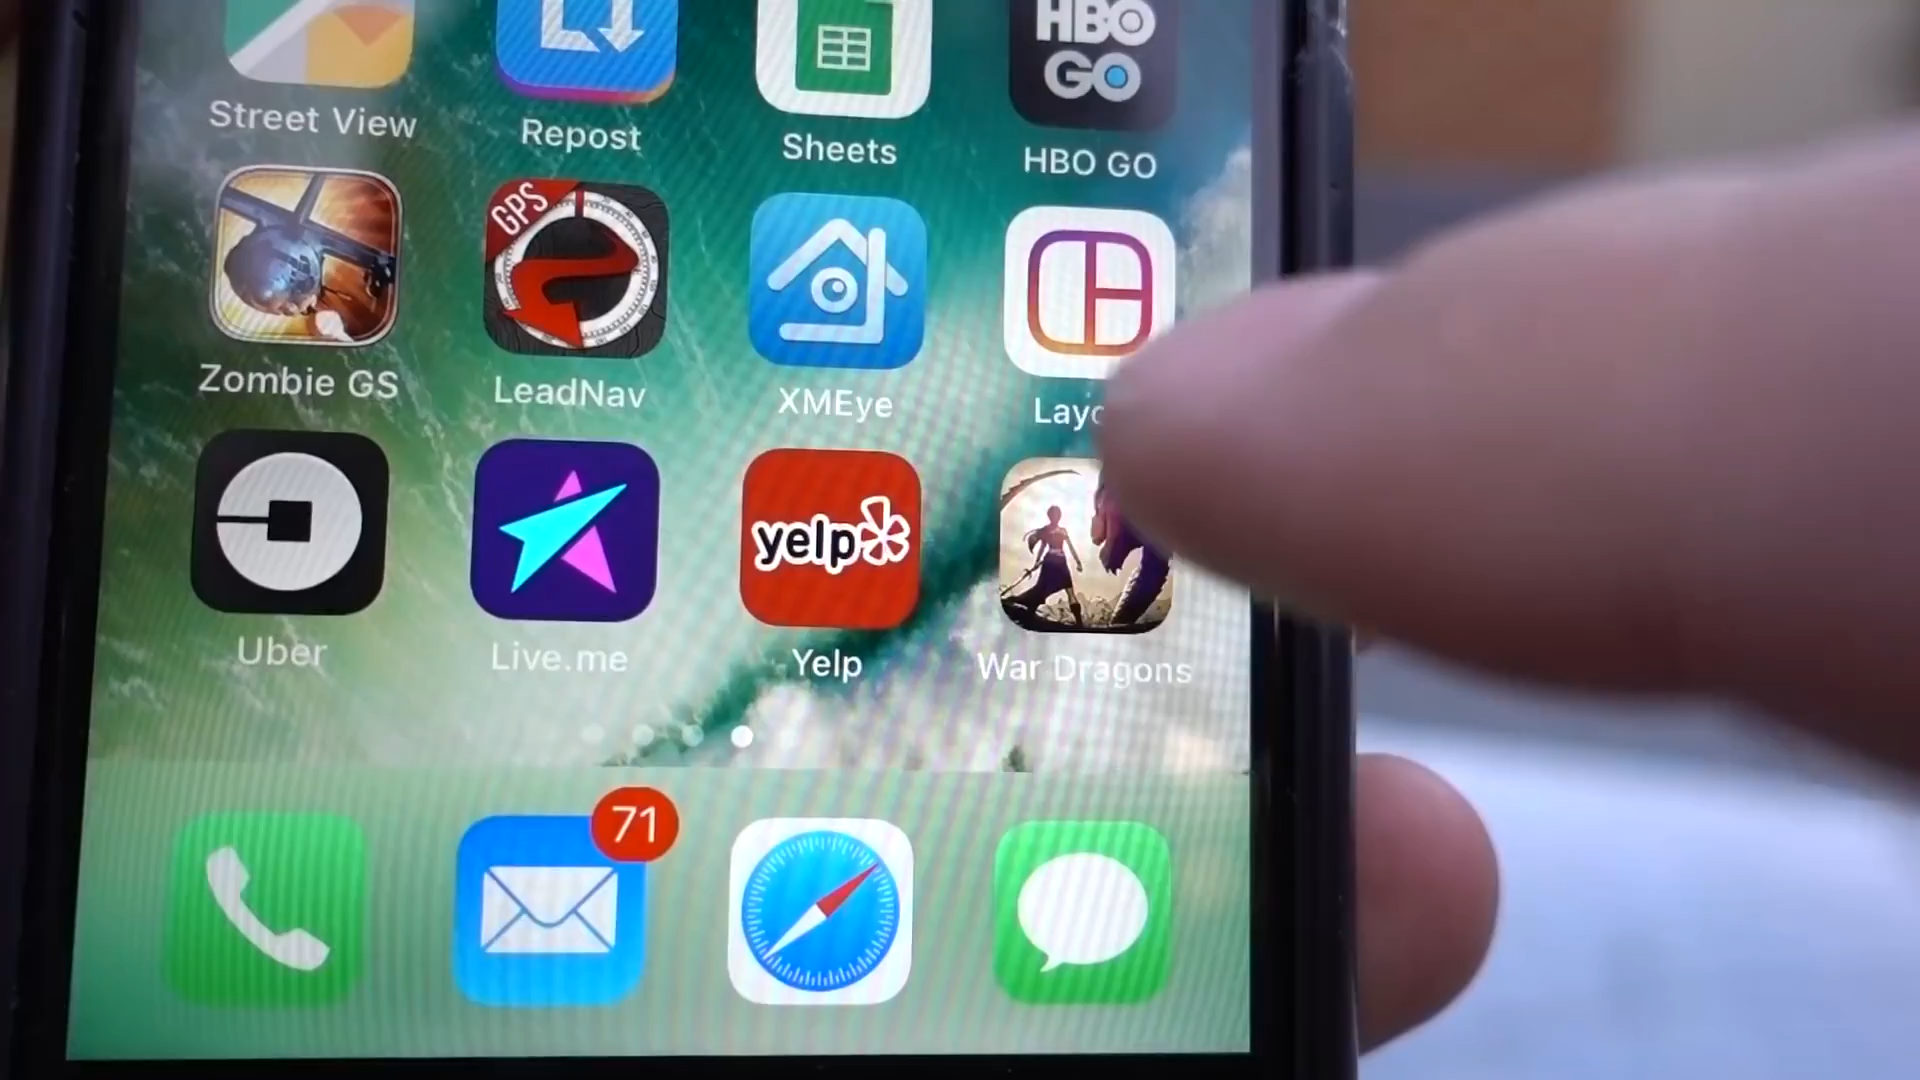 HBO
GO
Street View
Repost
Sheets
HBO GO
GPS
Zombie GS
LeadNav
XMEye
Layo
yelp
Uber
Live.me
Yelp
War Dragons
71